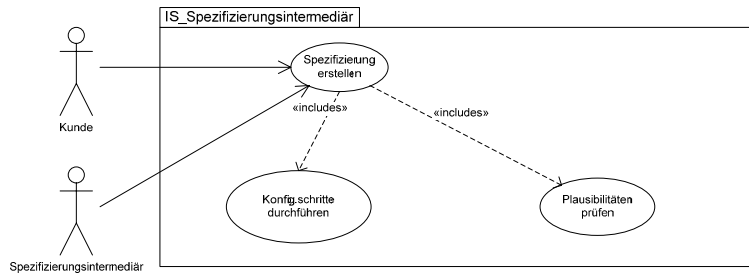 IS_Spezifizierungsintermediär
Spezifizierung
erstellen
Kunde
«includes»
«includes»
Konfig.schritte
durchführen
Plausibilitäten
prüfen
Spezifizierungsintermediär